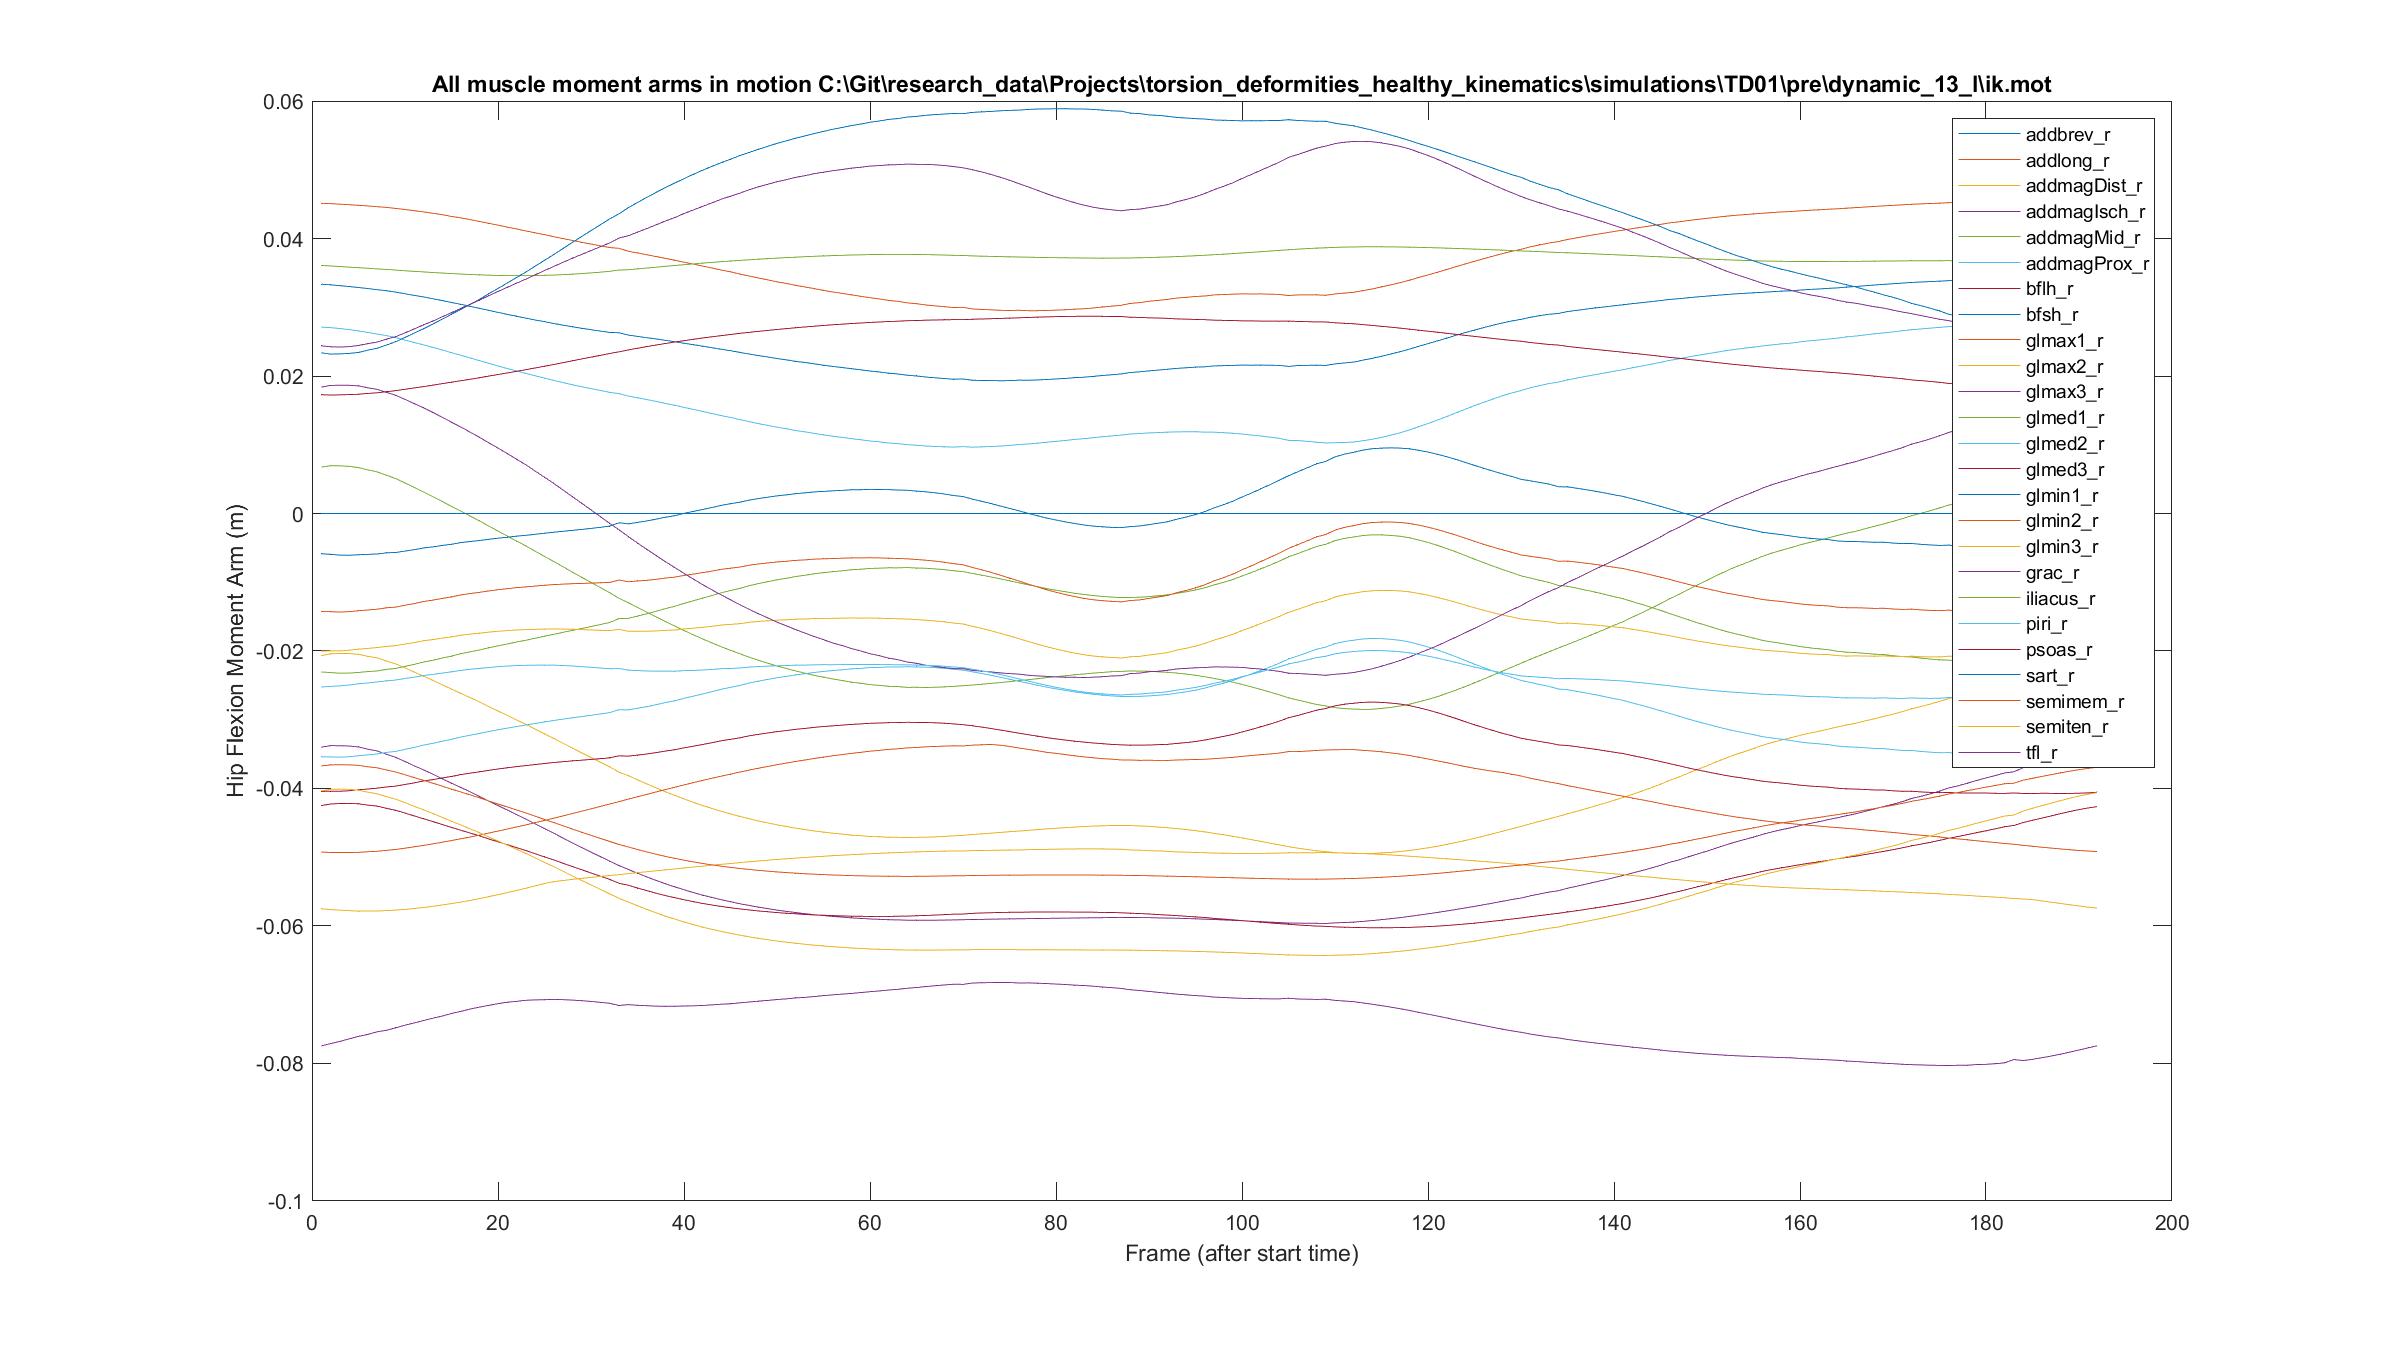 All muscle moment arms in motion C:\Git\research_data\Projects\torsion_deformities_healthy_kinematics\simulations\TD01\pre\dynamic_13_l\ik.mot
0.06
0.04
0.02
0
-0.02
-0.04
-0.06
-0.08
-0.1
Hip Flexion Moment Arm (m)
addbrev_r
addlong_r
addmagDist_r
addmagIsch_r
addmagMid_r
addmagProx_r
bflh_r
bfsh_r
glmax1_r
glmax2_r
glmax3_r
glmed1_r
glmed2_r
glmed3_r
glmin1_r
glmin2_r
glmin3_r
grac_r
iliacus_r
piri_r
psoas_r
sart_r
semimem_r
semiten_r
tfl_r
0 20 40 60 80 100 120 140 160 180 200
Frame (after start time)